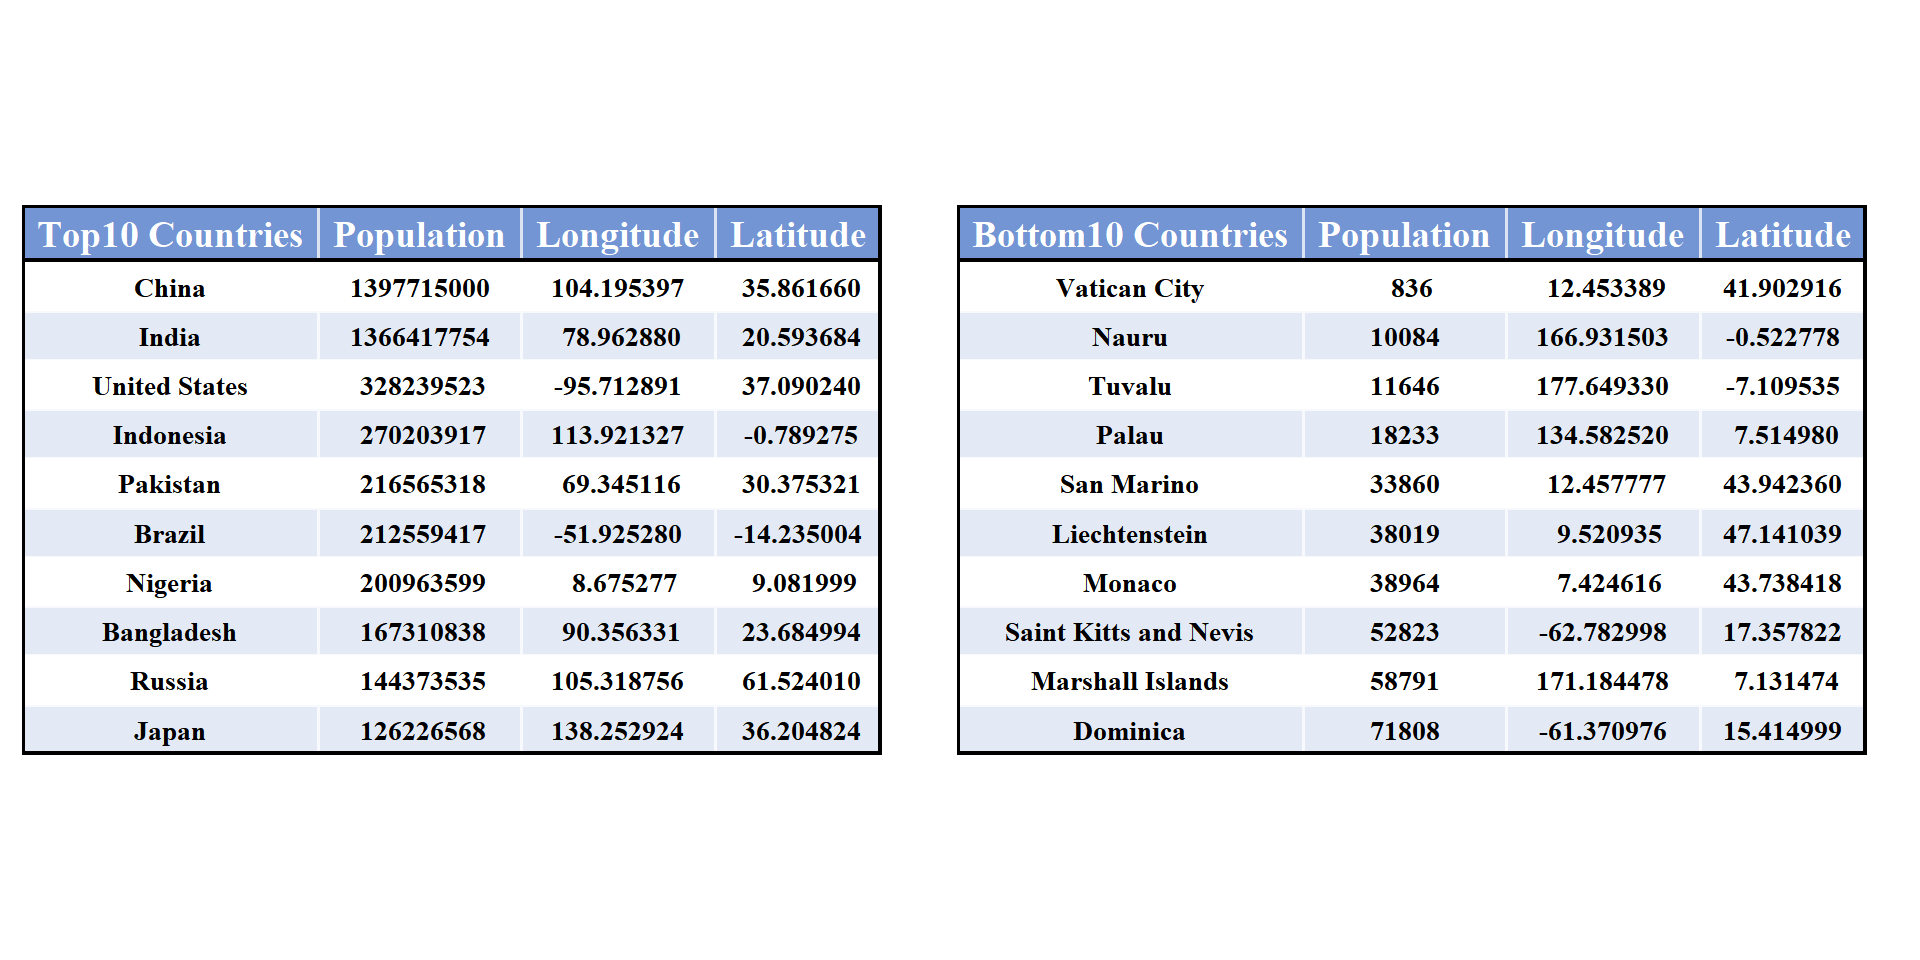 Top10 Countries Population Longitude Latitude
China 1397715000 104.195397 35.861660
India 1366417754 78.962880 20.593684
United States 328239523 -95.712891 37.090240
Indonesia 270203917 113.921327 -0.789275
Pakistan 216565318 69.345116 30.375321
Brazil 212559417 -51.925280 -14.235004
Nigeria 200963599 8.675277 9.081999
Bangladesh 167310838 90.356331 23.684994
Russia 144373535 105.318756 61.524010
Japan 126226568 138.252924 36.204824
Bottom10 Countries Population Longitude Latitude
Vatican City 836 12.453389 41.902916
Nauru 10084 166.931503 -0.522778
Tuvalu 11646 177.649330 -7.109535
Palau 18233 134.582520 7.514980
San Marino 33860 12.457777 43.942360
Liechtenstein 38019 9.520935 47.141039
Monaco 38964 7.424616 43.738418
Saint Kitts and Nevis 52823 -62.782998 17.357822
Marshall Islands 58791 171.184478 7.131474
Dominica 71808 -61.370976 15.414999